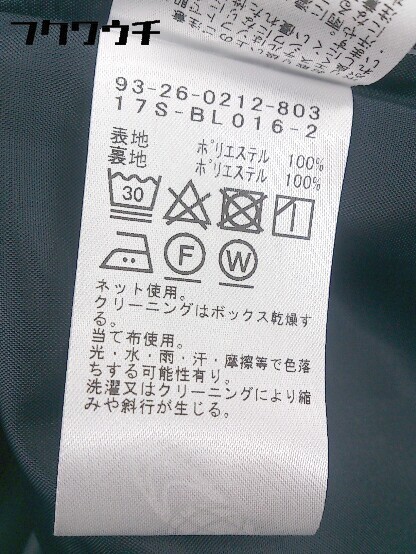 フクワウチ
93-26-0212-803
17S-BL016-2
表地 ポリエステル 100%
裏地 ポリエステル 100%
30
F W
ネット使用。
クリーニングはボックス乾燥す
る。
当て布使用。
光・水・雨・汗・摩擦等で色落
ちする可能性有り。
洗濯又はクリーニングにより縮
みや斜行が生じる。